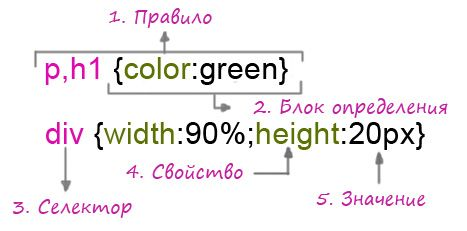 1. Правило
p,h1 {color:green}
2. Блок определения
div {width:90%;height:20px}
4. Свойство
5. Значение
3. Селектор